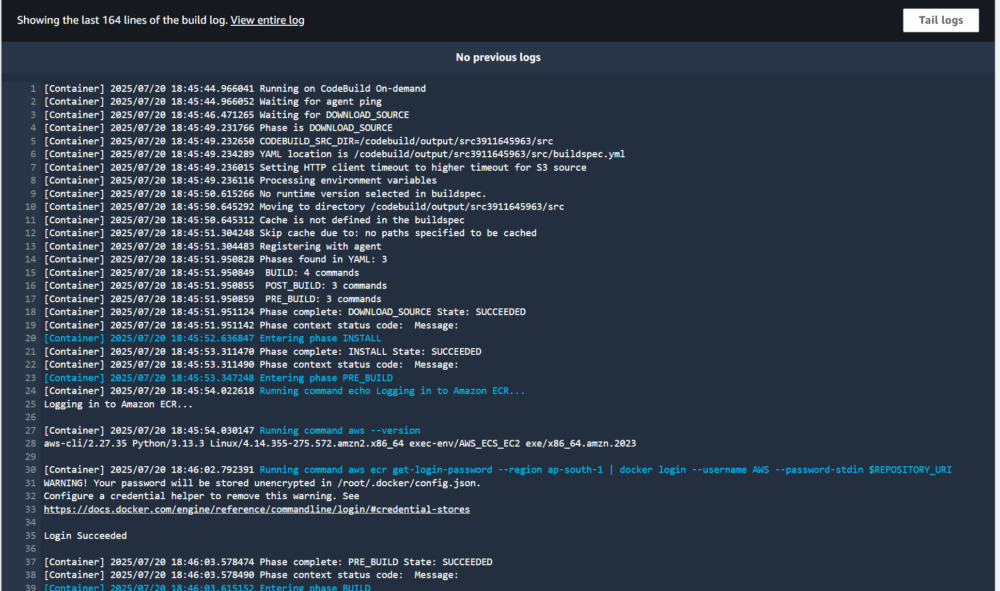 Showing the last 164 lines of the build log. View entire log
Tail logs
No previous logs
1 [Container] 2025/07/20 18:45:44.966041 Running on CodeBuild On-demand
2 [Container] 2025/07/20 18:45:44.966052 Waiting for agent ping
3 [Container] 2025/07/20 18:45:46.471265 Waiting for DOWNLOAD_SOURCE
4 [Container] 2025/07/20 18:45:49.231766 Phase is DOWNLOAD_SOURCE
5 [Container] 2025/07/20 18:45:49.232650 CODEBUILD_SRC_DIR=/codebuild/output/src3911645963/src
6 [Container] 2025/07/20 18:45:49.234289 YAML location is /codebuild/output/src3911645963/src/buildspec.yml
7 [Container] 2025/07/20 18:45:49.236015 Setting HTTP client timeout to higher timeout for S3 source
8 [Container] 2025/07/20 18:45:49.236116 Processing environment variables
9 [Container] 2025/07/20 18:45:50.615266 No runtime version selected in buildspec.
10 [Container] 2025/07/20 18:45:50.645292 Moving to directory /codebuild/output/src3911645963/src
11 [Container] 2025/07/20 18:45:50.645312 Cache is not defined in the buildspec
12 [Container] 2025/07/20 18:45:51.304248 Skip cache due to: no paths specified to be cached
13 [Container] 2025/07/20 18:45:51.304483 Registering with agent
14 [Container] 2025/07/20 18:45:51.950828 Phases found in YAML: 3
15 [Container] 2025/07/20 18:45:51.950849  BUILD: 4 commands
16 [Container] 2025/07/20 18:45:51.950855  POST_BUILD: 3 commands
17 [Container] 2025/07/20 18:45:51.950859  PRE_BUILD: 3 commands
18 [Container] 2025/07/20 18:45:51.951124 Phase complete: DOWNLOAD_SOURCE State: SUCCEEDED
19 [Container] 2025/07/20 18:45:51.951142 Phase context status code:  Message:
20 [Container] 2025/07/20 18:45:52.636847 Entering phase INSTALL
21 [Container] 2025/07/20 18:45:53.311470 Phase complete: INSTALL State: SUCCEEDED
22 [Container] 2025/07/20 18:45:53.311490 Phase context status code:  Message:
23 [Container] 2025/07/20 18:45:53.347248 Entering phase PRE_BUILD
24 [Container] 2025/07/20 18:45:54.022618 Running command echo Logging in to Amazon ECR...
25 Logging in to Amazon ECR...
26
27 [Container] 2025/07/20 18:45:54.030147 Running command aws --version
28 aws-cli/2.27.35 Python/3.13.3 Linux/4.14.355-275.572.amzn2.x86_64 exec-env/AWS_ECS_EC2 exe/x86_64.amzn.2023
29
30 [Container] 2025/07/20 18:46:02.792391 Running command aws ecr get-login-password --region ap-south-1 | docker login --username AWS --password-stdin $REPOSITORY_URI
31 WARNING! Your password will be stored unencrypted in /root/.docker/config.json.
32 Configure a credential helper to remove this warning. See
33 https://docs.docker.com/engine/reference/commandline/login/#credential-stores
34
35 Login Succeeded
36
37 [Container] 2025/07/20 18:46:03.578474 Phase complete: PRE_BUILD State: SUCCEEDED
38 [Container] 2025/07/20 18:46:03.578490 Phase context status code:  Message:
39 [Container] 2025/07/20 18:46:03.615152 Entering phase BUILD